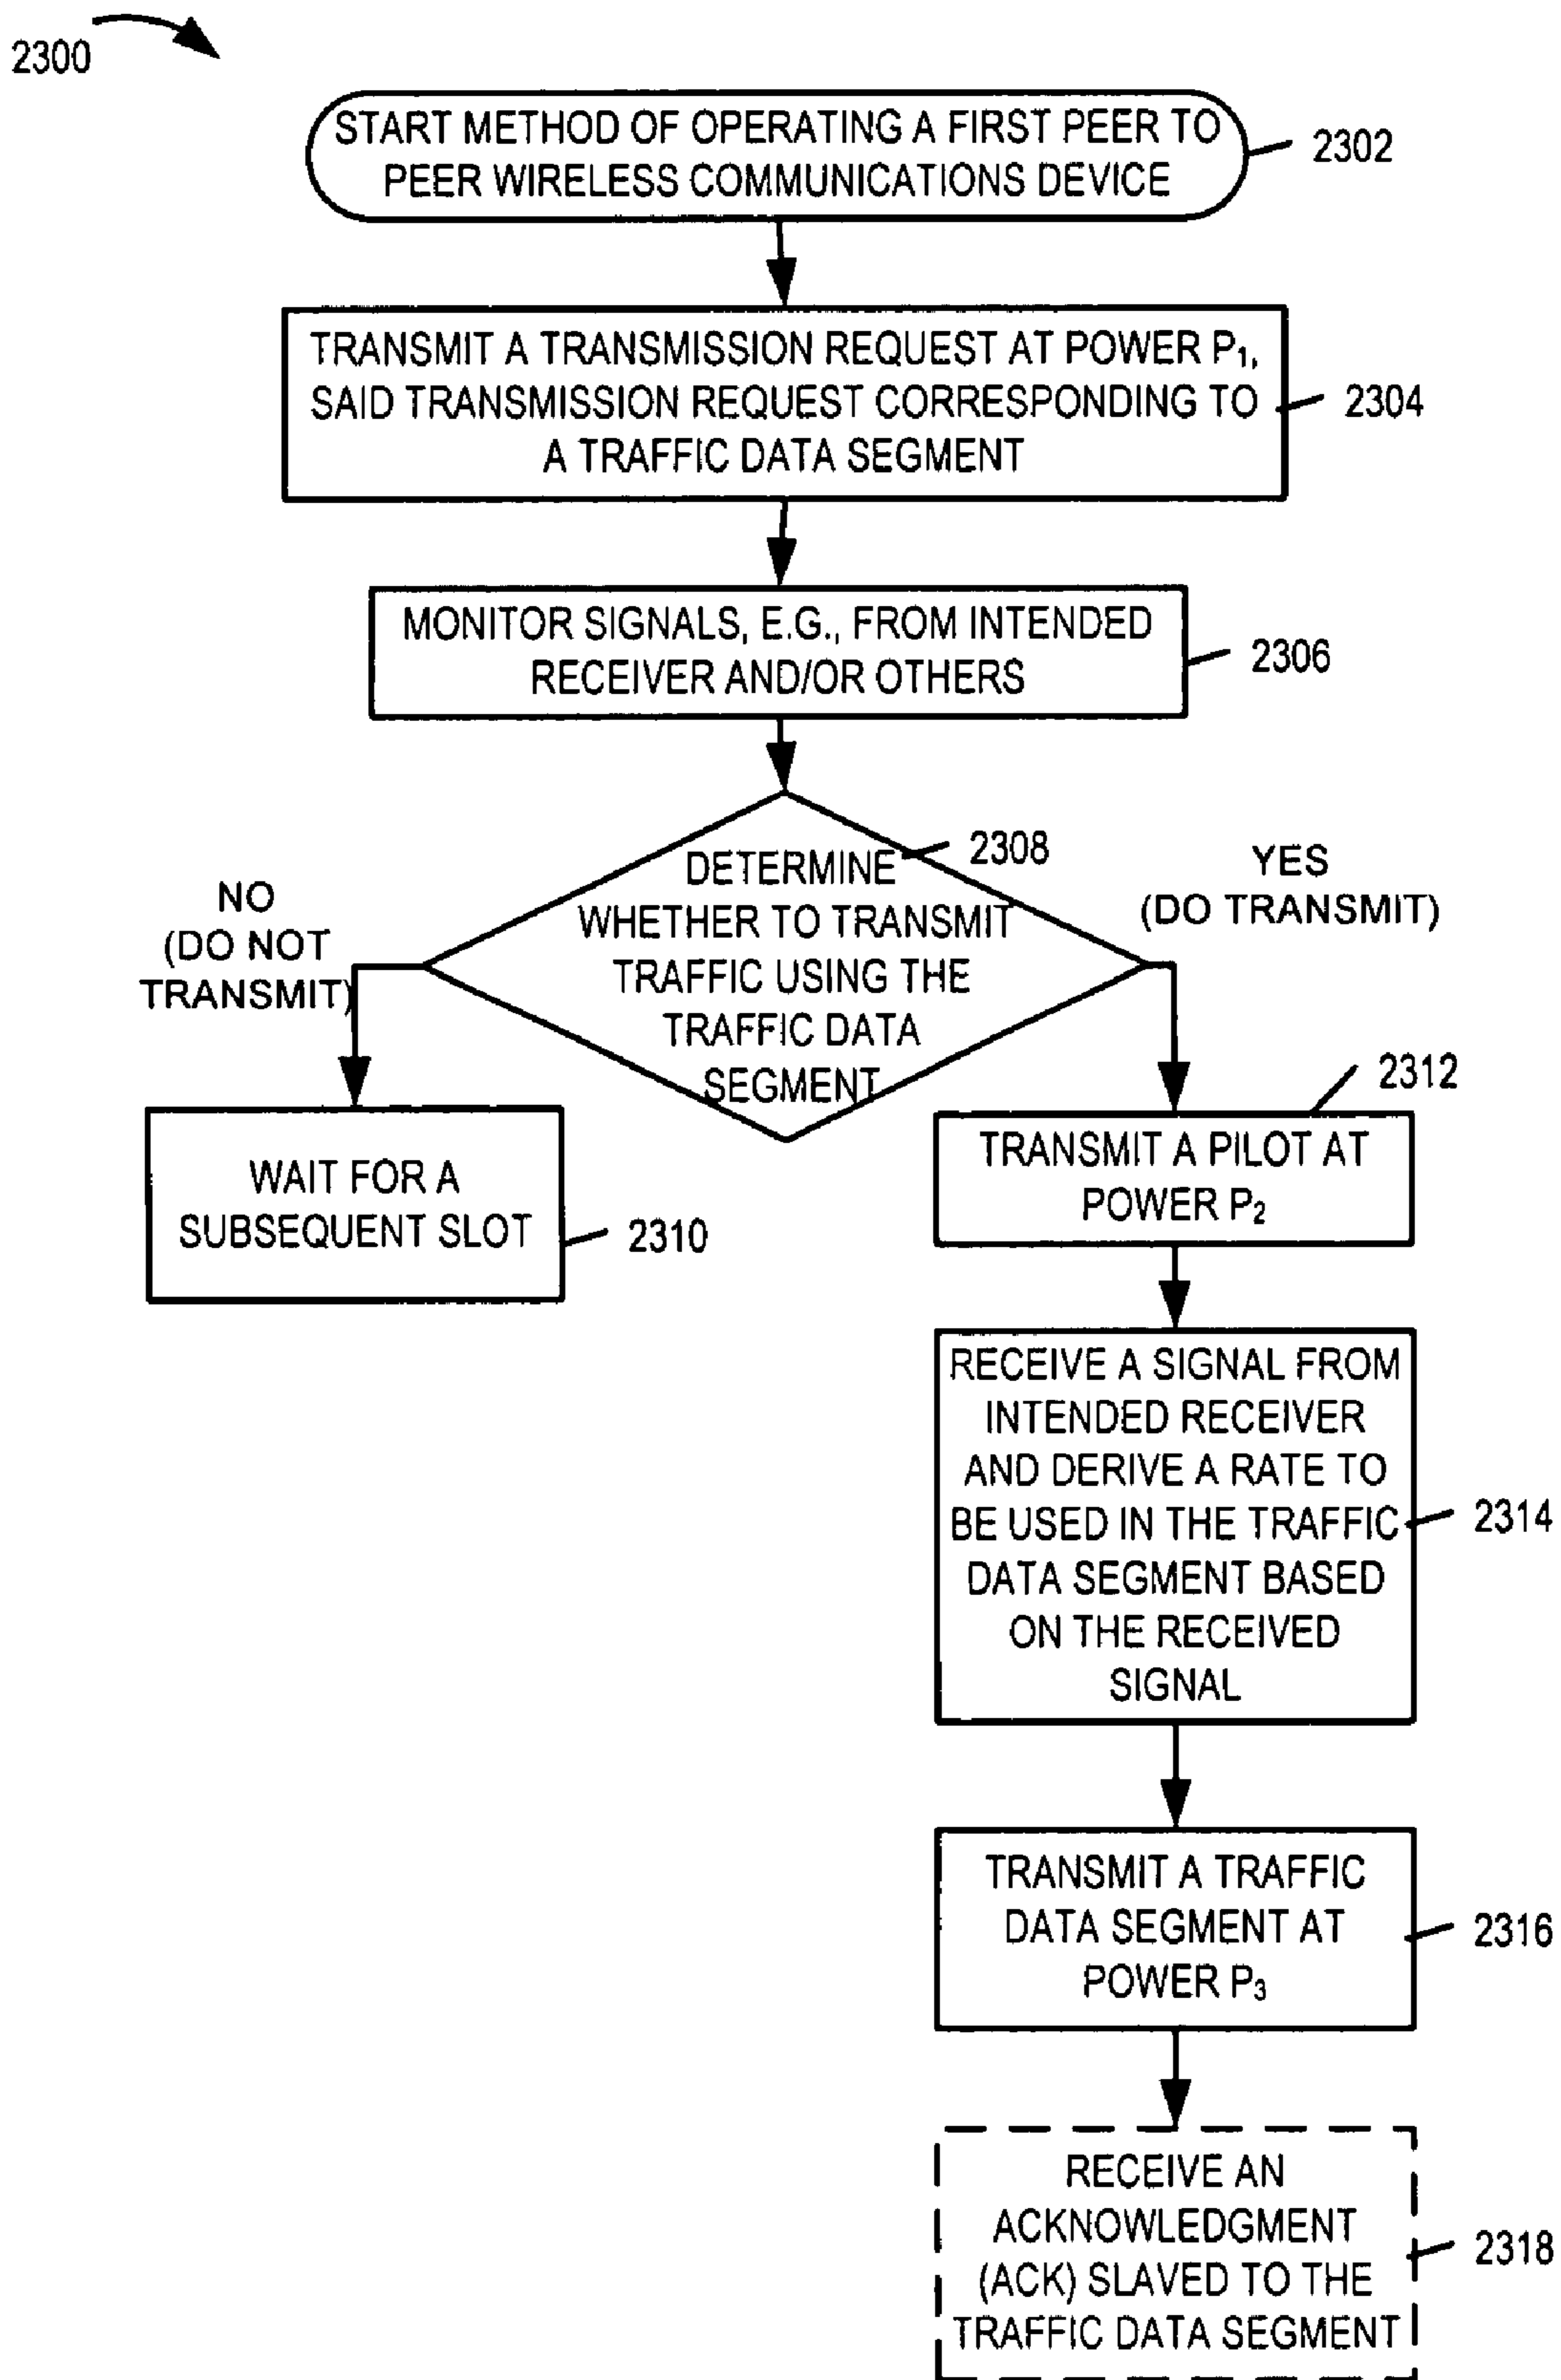 2300
START METHOD OF OPERATING A FIRST PEER TO
PEER WIRELESS COMMUNICATIONS DEVICE
2302
TRANSMIT A TRANSMISSION REQUEST AT POWER P₁,
SAID TRANSMISSION REQUEST CORRESPONDING TO
A TRAFFIC DATA SEGMENT
2304
MONITOR SIGNALS, E.G., FROM INTENDED
RECEIVER AND/OR OTHERS
2306
DETERMINE
WHETHER TO TRANSMIT
TRAFFIC USING THE
TRAFFIC DATA
SEGMENT
2308
NO
(DO NOT
TRANSMIT)
YES
(DO TRANSMIT)
WAIT FOR A
SUBSEQUENT SLOT
2310
TRANSMIT A PILOT AT
POWER P₂
2312
RECEIVE A SIGNAL FROM
INTENDED RECEIVER
AND DERIVE A RATE TO
BE USED IN THE TRAFFIC
DATA SEGMENT BASED
ON THE RECEIVED
SIGNAL
2314
TRANSMIT A TRAFFIC
DATA SEGMENT AT
POWER P₃
2316
RECEIVE AN
ACKNOWLEDGMENT
(ACK) SLAVED TO THE
TRAFFIC DATA SEGMENT
2318